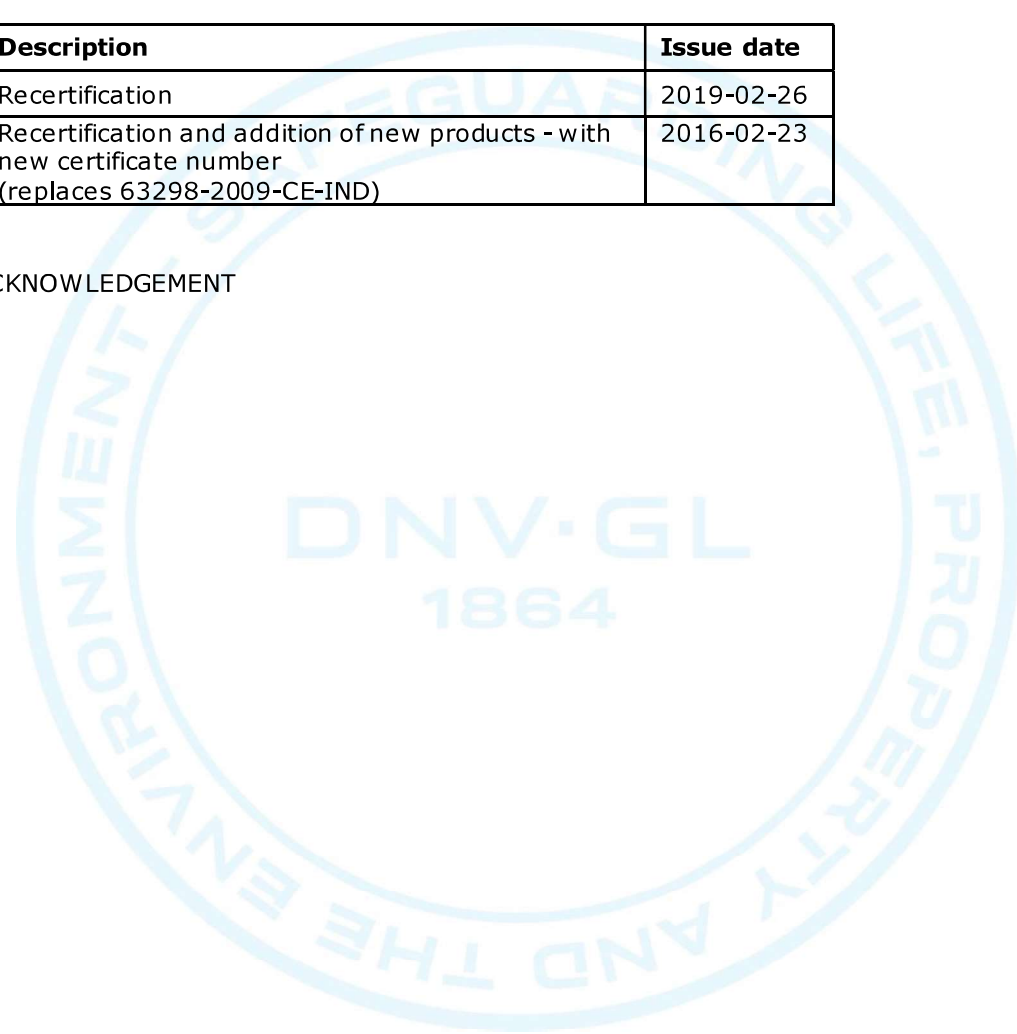 Description Issue date
Recertification 2019-02-26
Recertification and addition of new products - with 2016-02-23
new certificate number
(replaces 63298-2009-CE-IND)
CKNOWLEDGEMENT
SAFEGUARDING LIFE, PROPERTY AND THE ENVIRONMENT -
DNV·GL
1864